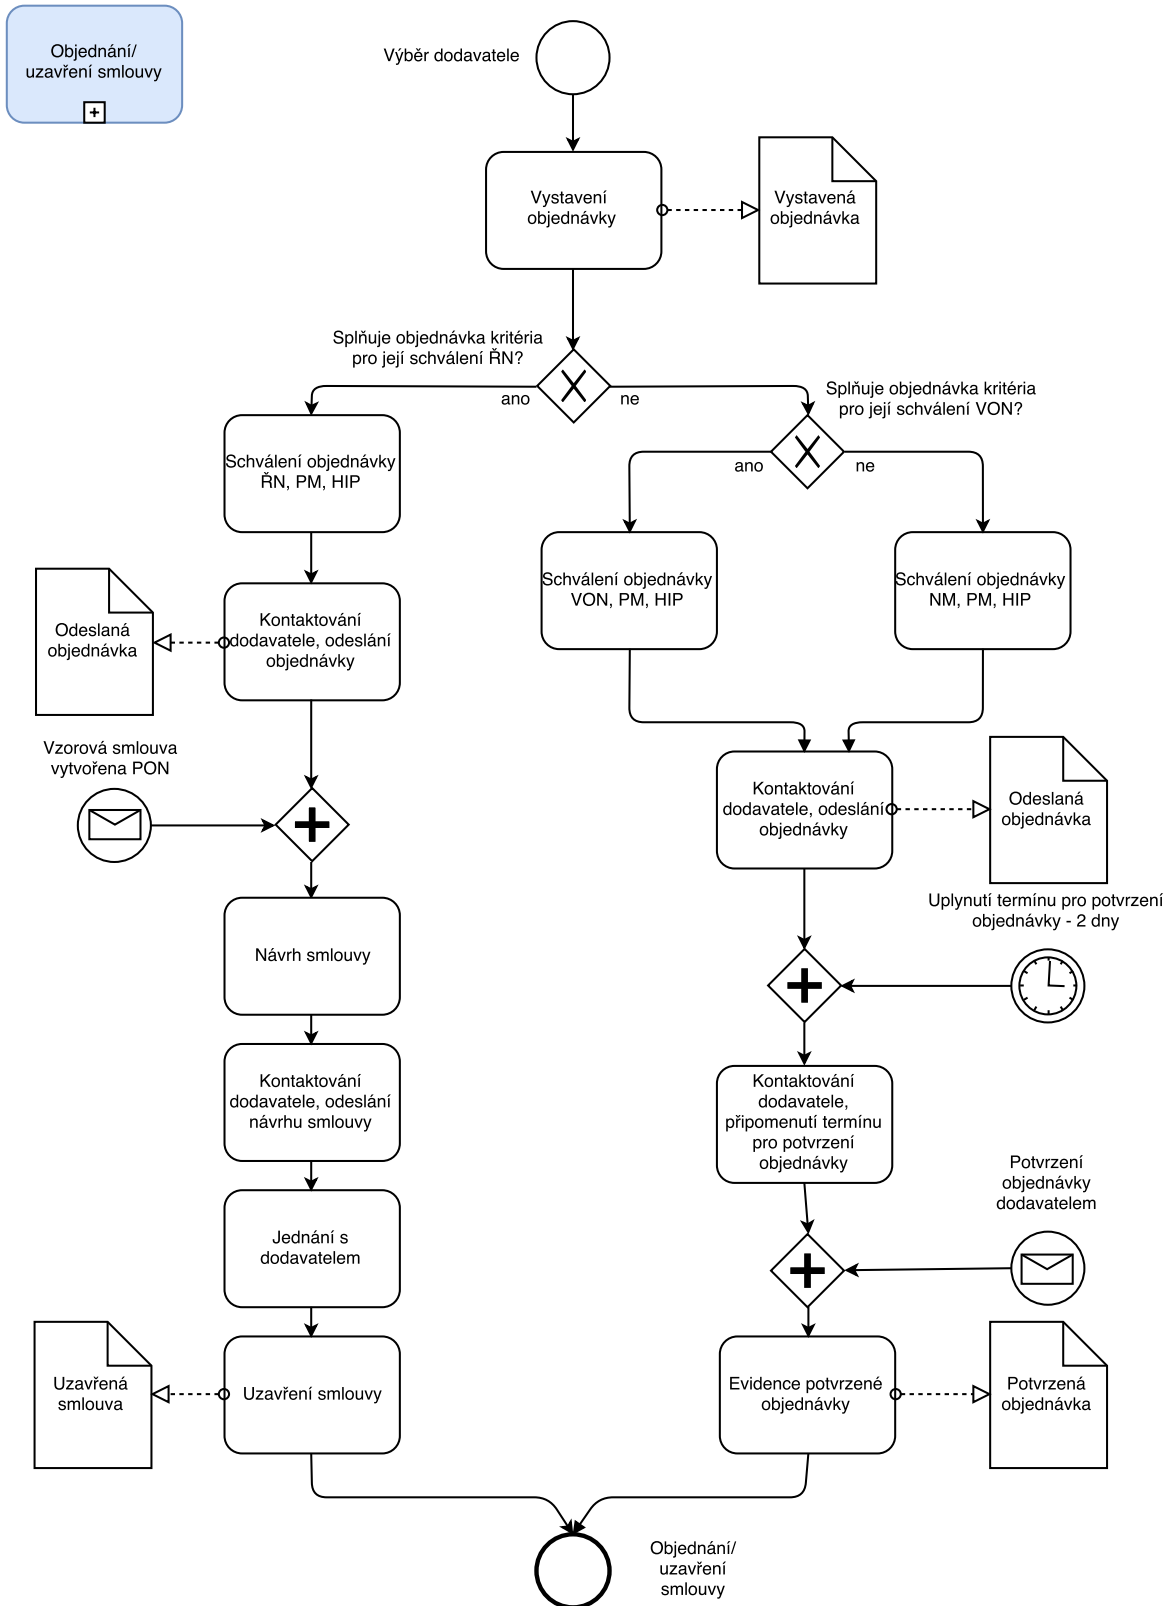 Objednání/
uzavření smlouvy
Výběr dodavatele
Vystavení
objednávky
Vystavená
objednávka
Splňuje objednávka kritéria
pro její schválení ŘN?
ano
ne
Splňuje objednávka kritéria
pro její schválení VON?
ano
ne
Schválení objednávky
ŘN, PM, HIP
Schválení objednávky
VON, PM, HIP
Schválení objednávky
NM, PM, HIP
Odeslaná
objednávka
Kontaktování
dodavatele, odeslání
objednávky
Vzorová smlouva
vytvořena PON
Kontaktování
dodavatele, odeslání
objednávky
Odeslaná
objednávka
Uplynutí termínu pro potvrzení
objednávky - 2 dny
Návrh smlouvy
Kontaktování
dodavatele, odeslání
návrhu smlouvy
Kontaktování
dodavatele,
připomenutí termínu
pro potvrzení
objednávky
Potvrzení
objednávky
dodavatelem
Jednání s
dodavatelem
Uzavřená
smlouva
Uzavření smlouvy
Evidence potvrzené
objednávky
Potvrzená
objednávka
Objednání/
uzavření
smlouvy